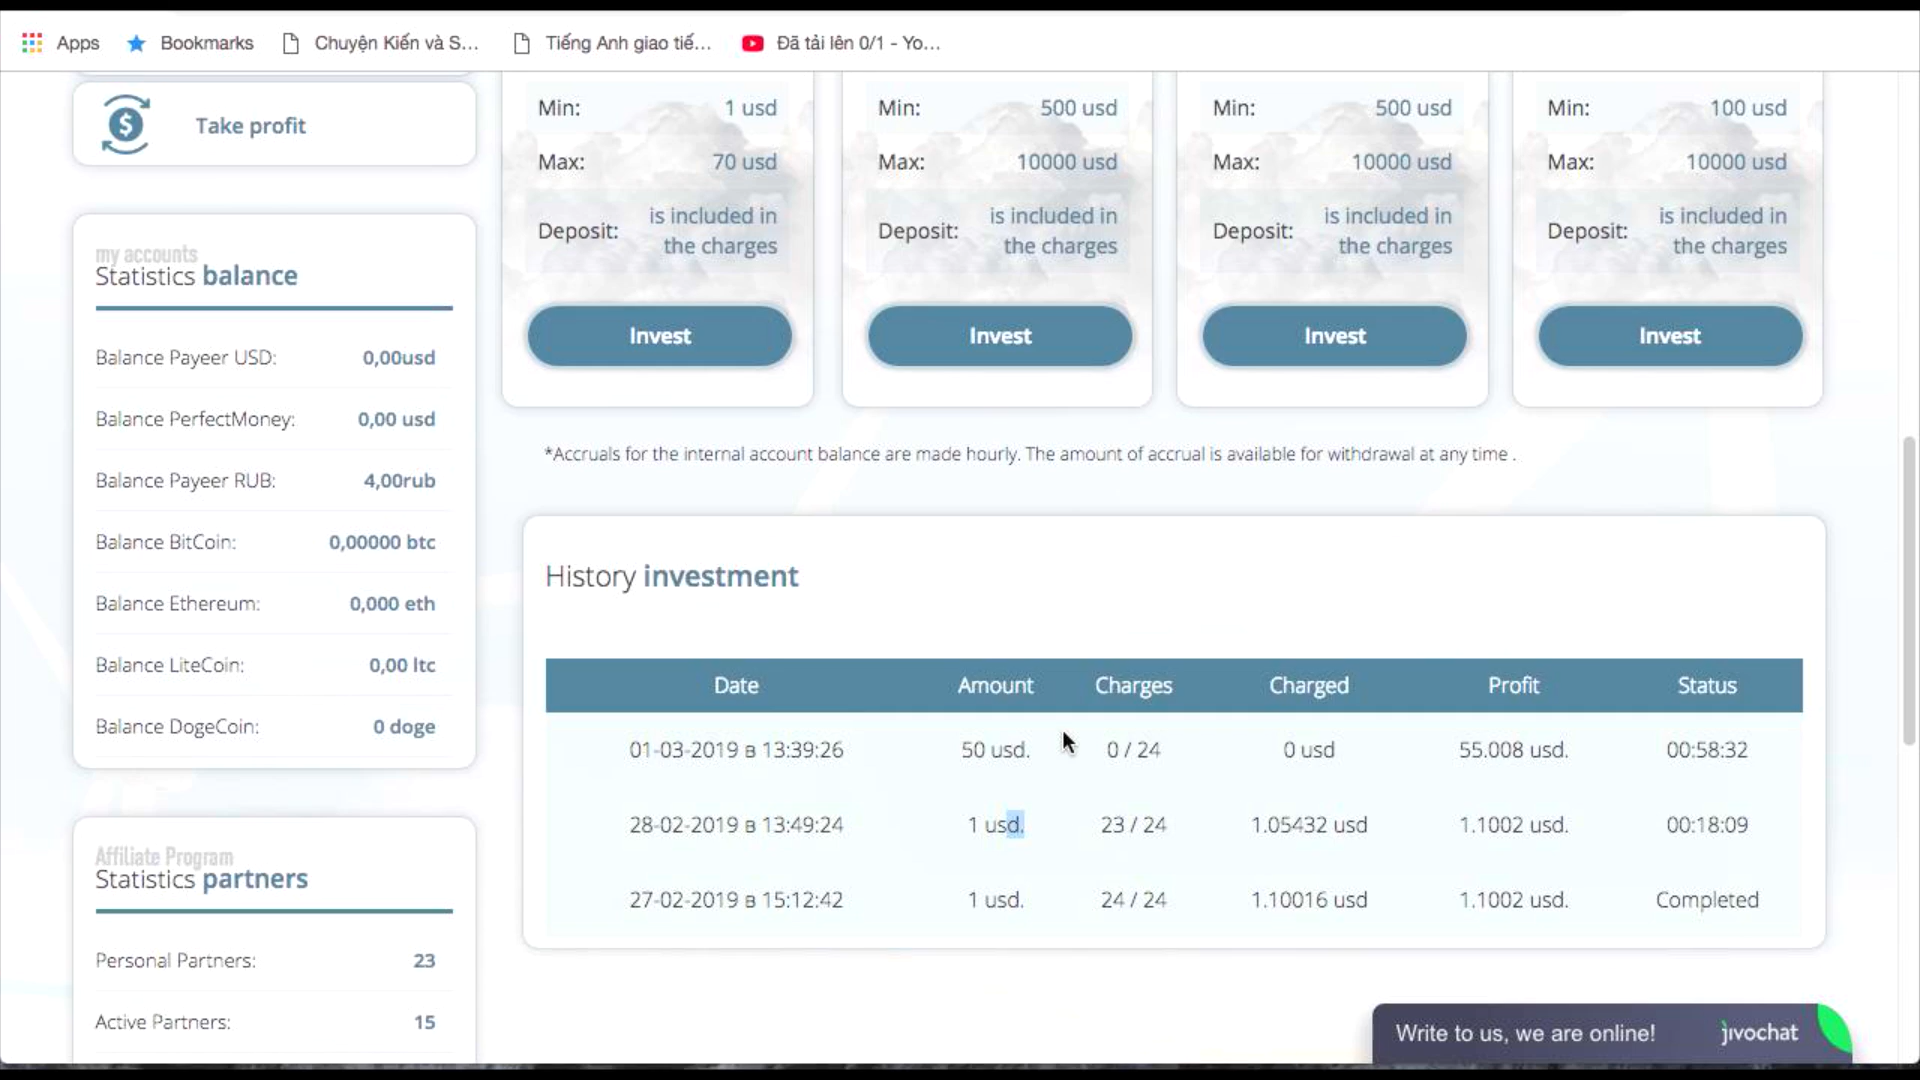 Apps Bookmarks Chuyện Kiến và S... Tiếng Anh giao tiế... Đã tải lên 0/1 - Yo...
Take profit
my accounts
Statistics balance
Balance Payeer USD: 0,00usd
Balance PerfectMoney: 0,00 usd
Balance Payeer RUB: 4,00rub
Balance BitCoin: 0,00000 btc
Balance Ethereum: 0,000 eth
Balance LiteCoin: 0,00 ltc
Balance DogeCoin: 0 doge
Affiliate Program
Statistics partners
Personal Partners: 23
Active Partners: 15
Min: 1 usd
Max: 70 usd
Deposit: is included in
the charges
Invest
Min: 500 usd
Max: 10000 usd
Deposit: is included in
the charges
Invest
Min: 500 usd
Max: 10000 usd
Deposit: is included in
the charges
Invest
Min: 100 usd
Max: 10000 usd
Deposit: is included in
the charges
Invest
*Accruals for the internal account balance are made hourly. The amount of accrual is available for withdrawal at any time .
History investment
Date Amount Charges Charged Profit Status
01-03-2019 в 13:39:26 50 usd. 0 / 24 0 usd 55.008 usd. 00:58:32
28-02-2019 в 13:49:24 1 usd. 23 / 24 1.05432 usd 1.1002 usd. 00:18:09
27-02-2019 в 15:12:42 1 usd. 24 / 24 1.10016 usd 1.1002 usd. Completed
Write to us, we are online! jivochat